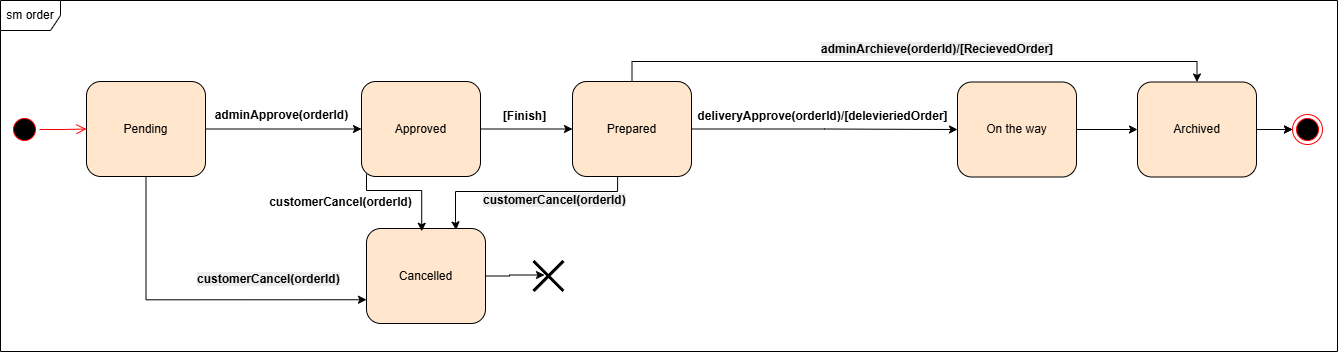 sm order
adminArchieve(orderId)/[RecievedOrder]
Pending
adminApprove(orderId)
Approved
[Finish]
Prepared
deliveryApprove(orderId)/[delevieriedOrder]
On the way
Archived
customerCancel(orderId)
customerCancel(orderId)
customerCancel(orderId)
Cancelled